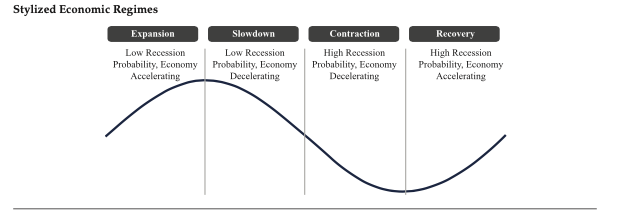 Stylized Economic Regimes
Expansion
Slowdown
Contraction
Recovery
Low Recession
Probability, Economy
Accelerating
Low Recession
Probability, Economy
Decelerating
High Recession
Probability, Economy
Decelerating
High Recession
Probability, Economy
Accelerating